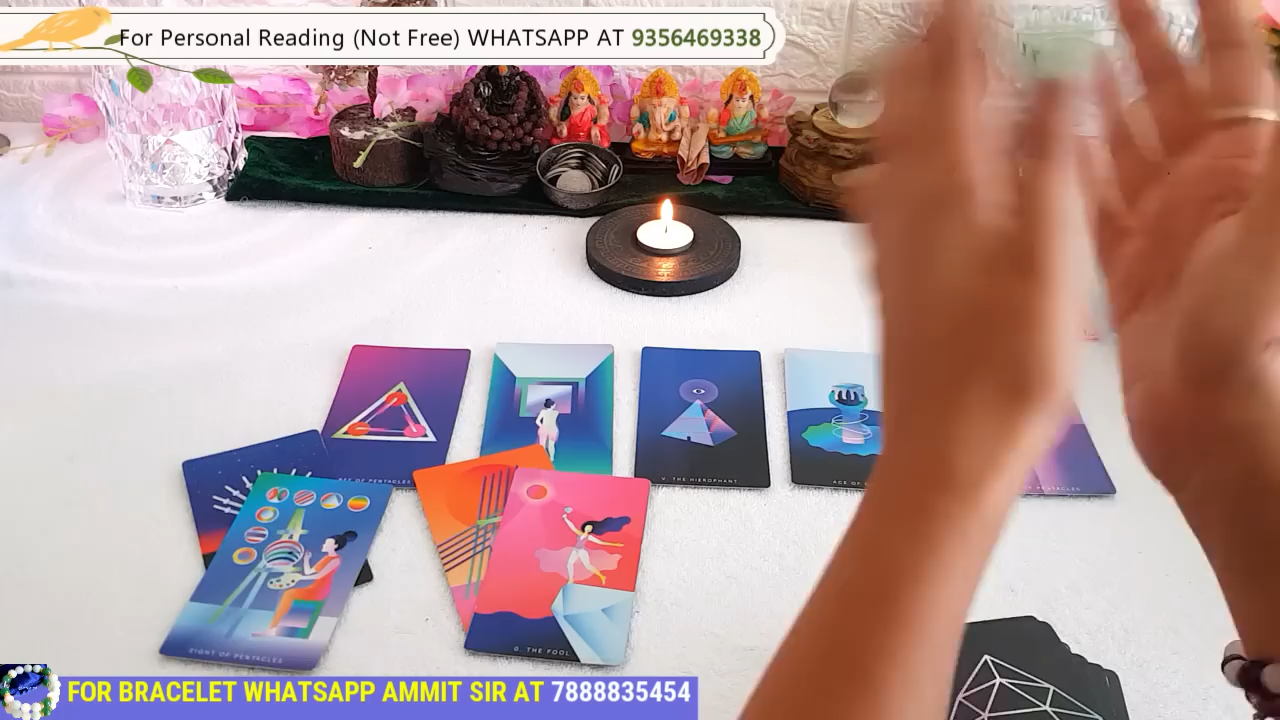 For Personal Reading (Not Free) WHATSAPP AT 9356469338
V. THE HIEROPHANT
ACE OF
PENTACLES
EIGHT OF PENTACLES
0. THE FOOL
FOR BRACELET WHATSAPP AMMIT SIR AT 7888835454